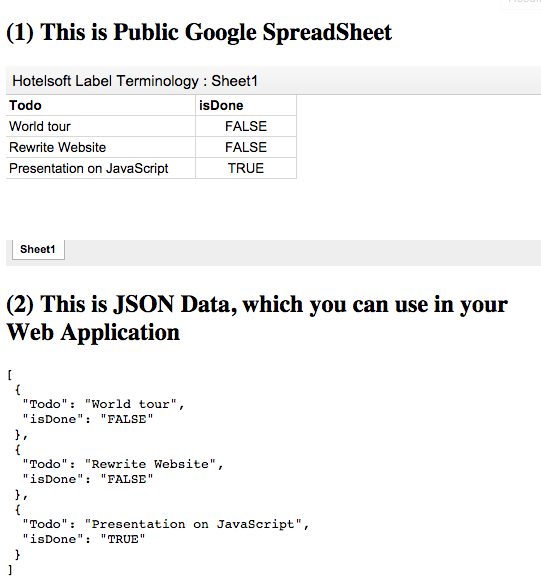 (1) This is Public Google SpreadSheet
Hotelsoft Label Terminology : Sheet1
Todo isDone
World tour FALSE
Rewrite Website FALSE
Presentation on JavaScript TRUE
Sheet1
(2) This is JSON Data, which you can use in your
Web Application
[
 {
  "Todo": "World tour",
  "isDone": "FALSE"
 },
 {
  "Todo": "Rewrite Website",
  "isDone": "FALSE"
 },
 {
  "Todo": "Presentation on JavaScript",
  "isDone": "TRUE"
 }
]